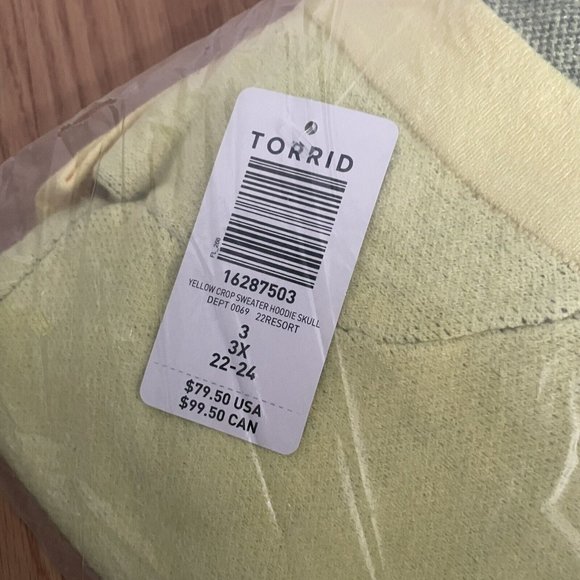 TORRID
FL_266
16287503
YELLOW CROP SWEATER HOODIE SKULL
DEPT 0069 22RESORT
3
3X
22-24
$79.50 USA
$99.50 CAN